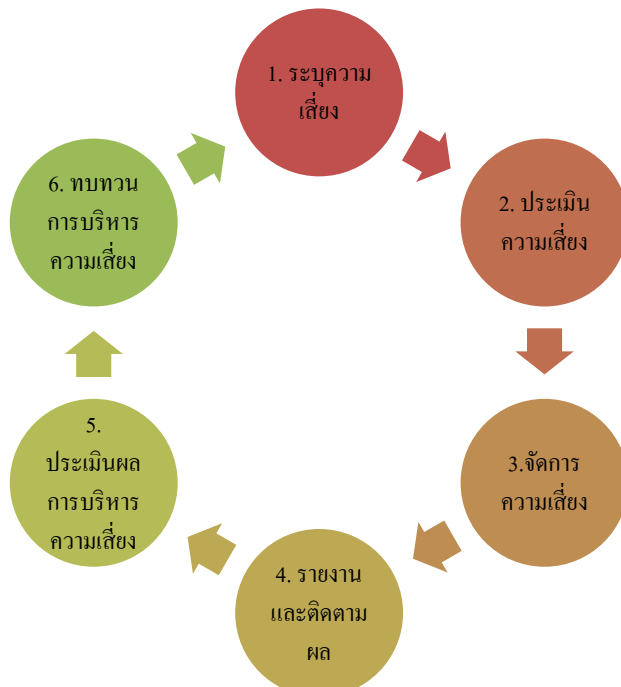 1. ระบุความ
เสี่ยง
2. ประเมิน
ความเสี่ยง
3.จัดการ
ความเสี่ยง
4. รายงาน
และติดตาม
ผล
5.
ประเมินผล
การบริหาร
ความเสี่ยง
6. ทบทวน
การบริหาร
ความเสี่ยง